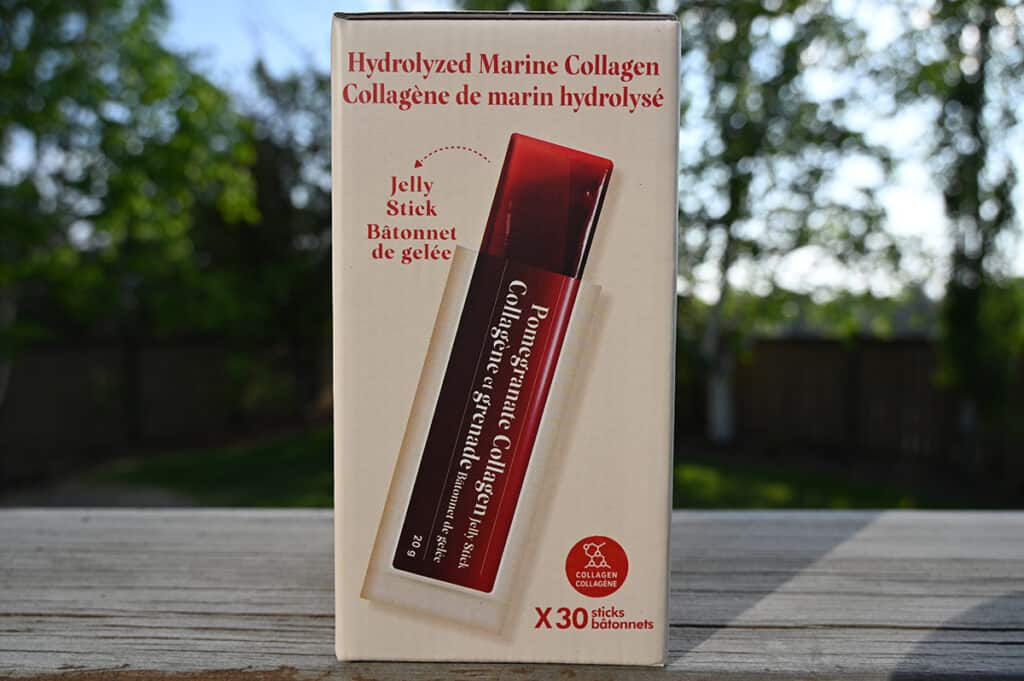 Hydrolyzed Marine Collagen
Collagène de marin hydrolysé
Jelly
Stick
Bâtonnet
de gelée
Pomegranate Collagen Jelly Stick
Collagène et grenade Bâtonnet de gelée
20 g
COLLAGEN
COLLAGÈNE
X 30 sticks
bâtonnets